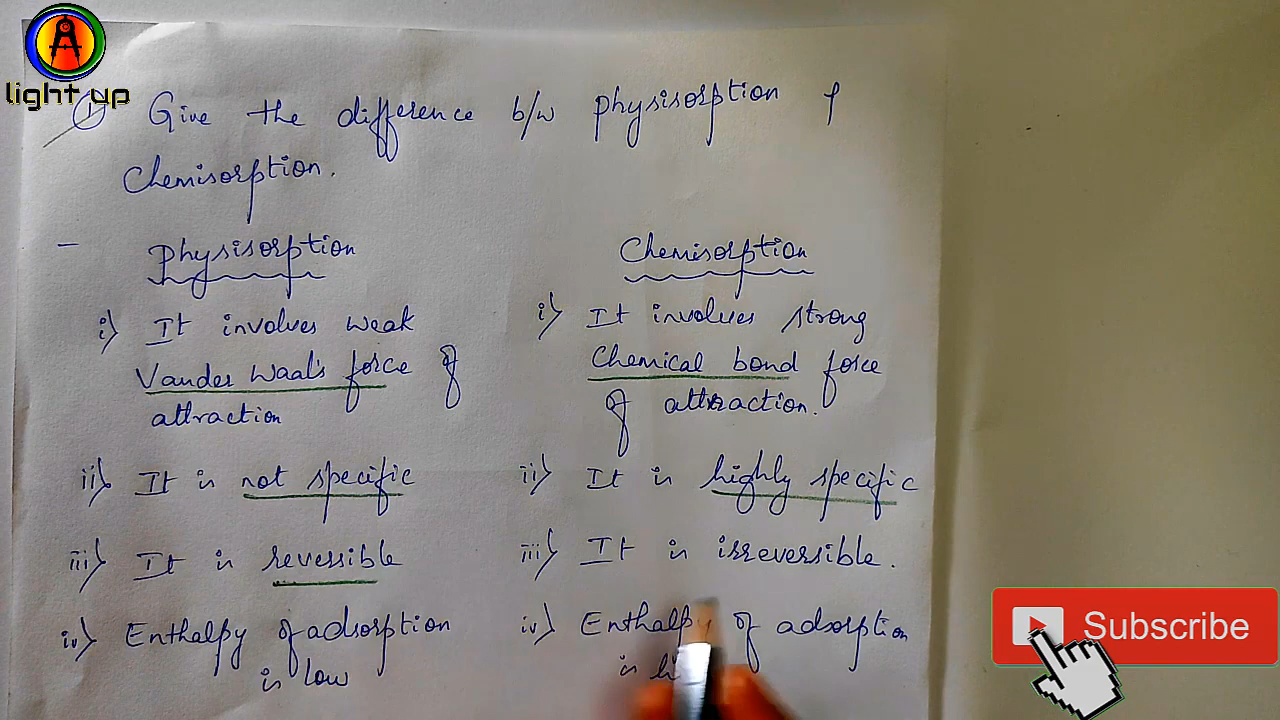 light up
① Give the difference b/w physisorption &
Chemisorption.
- Physisorption
i) It involves weak
Vander Waal's force of
attraction
ii) It is not specific
iii) It is reversible
iv) Enthalpy of adsorption
is low
Chemisorption
i) It involves strong
Chemical bond force
of attraction.
ii) It is highly specific
iii) It is irreversible.
iv) Enthalpy of adsorption
is
Subscribe